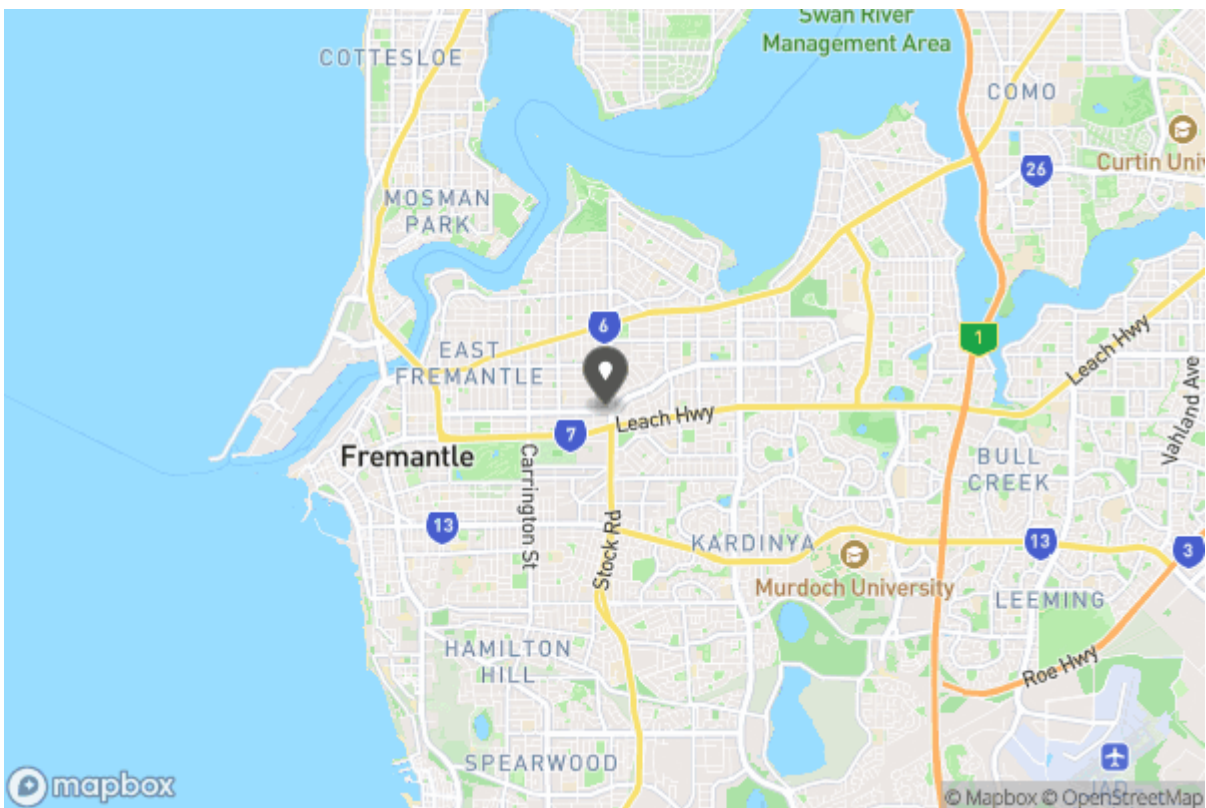 Swan River
Management Area
COTTESLOE
COMO
Curtin Univ
26
MOSMAN
PARK
6
1
EAST
FREMANTLE
Leach Hwy
Leach Hwy
7
Nahland Ave
Fremantle
Carrington St
BULL
CREEK
13
Stock Rd
KARDINYA
13
3
Murdoch University
LEEMING
HAMILTON
HILL
Roe Hwy
SPEARWOOD
mapbox
© Mapbox © OpenStreetMap